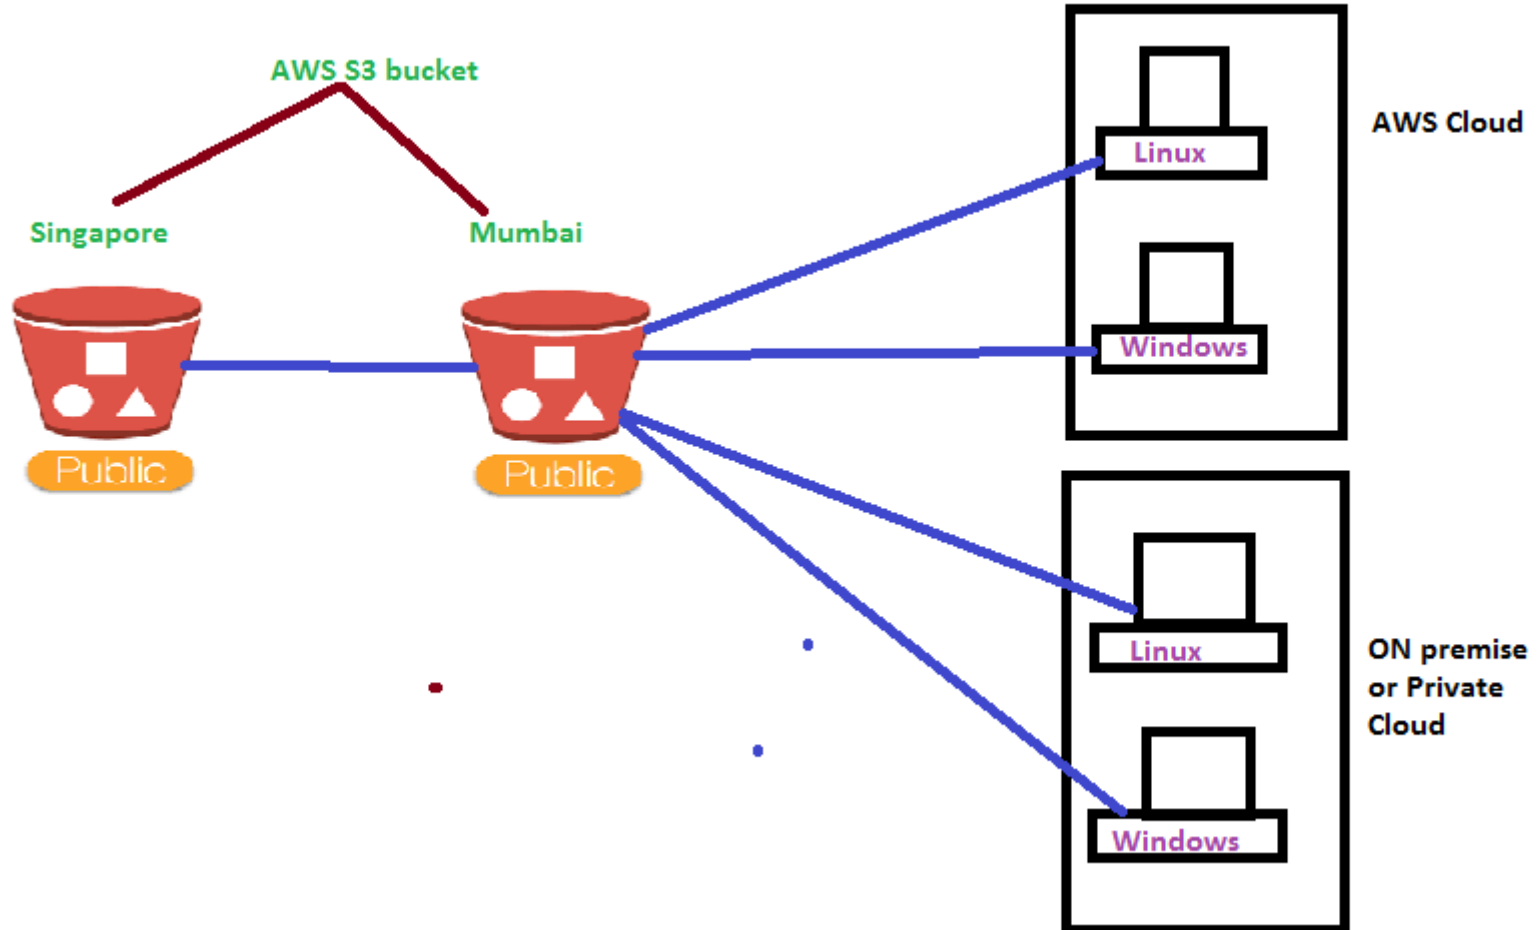 AWS S3 bucket
Singapore
Mumbai
Public
Public
Linux
Windows
AWS Cloud
Linux
Windows
ON premise
or Private
Cloud